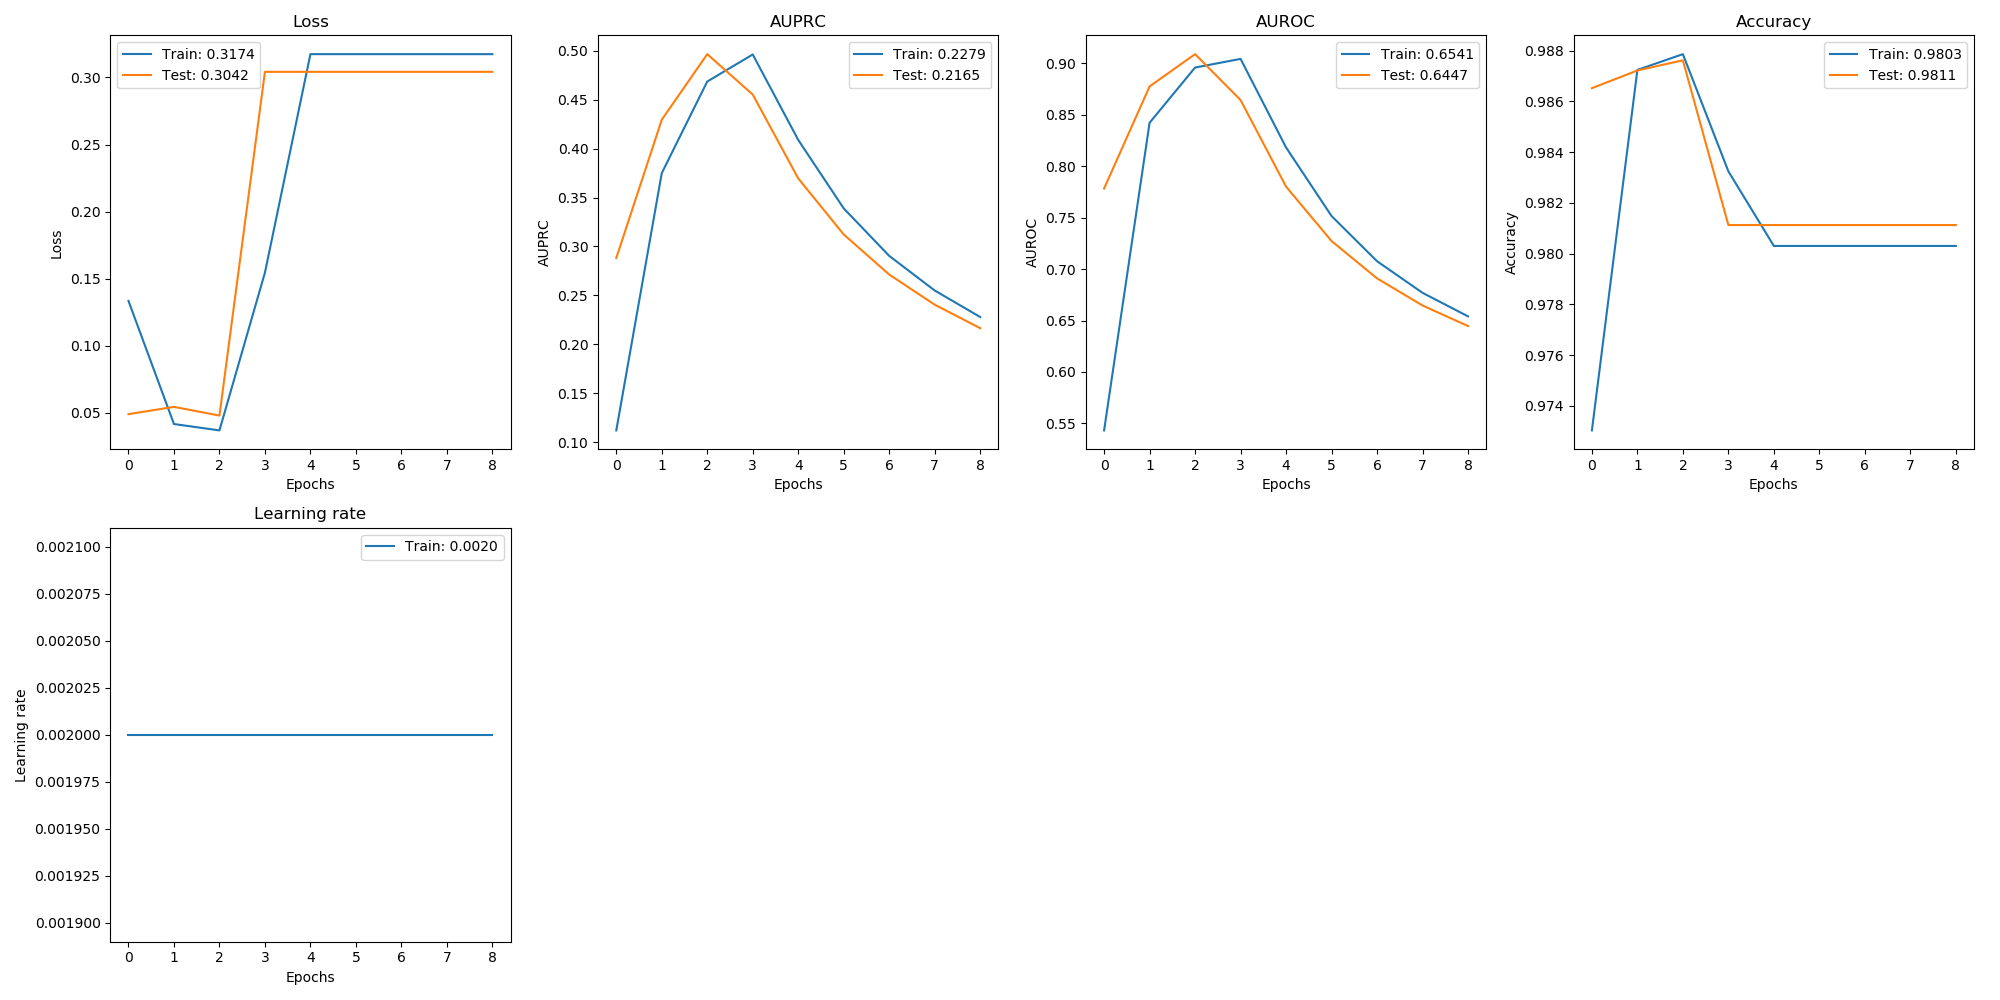 Loss
Train: 0.3174
Test: 0.3042
0.30
0.25
0.20
0.15
0.10
0.05
Loss
0 1 2 3 4 5 6 7 8
Epochs
AUPRC
Train: 0.2279
Test: 0.2165
0.50
0.45
0.40
0.35
0.30
0.25
0.20
0.15
0.10
AUPRC
0 1 2 3 4 5 6 7 8
Epochs
AUROC
Train: 0.6541
Test: 0.6447
0.90
0.85
0.80
0.75
0.70
0.65
0.60
0.55
AUROC
0 1 2 3 4 5 6 7 8
Epochs
Accuracy
Train: 0.9803
Test: 0.9811
0.988
0.986
0.984
0.982
0.980
0.978
0.976
0.974
Accuracy
0 1 2 3 4 5 6 7 8
Epochs
Learning rate
Train: 0.0020
0.002100
0.002075
0.002050
0.002025
0.002000
0.001975
0.001950
0.001925
0.001900
Learning rate
0 1 2 3 4 5 6 7 8
Epochs